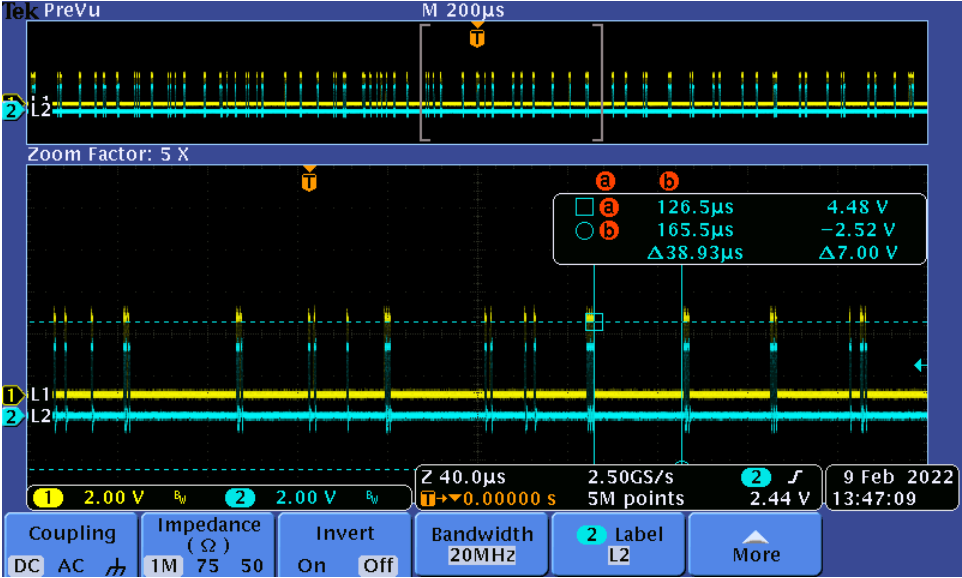 Tek PreVu M 200µs
T
1 L1
2 L2
Zoom Factor: 5 X
T
a b
a 126.5µs 4.48 V
b 165.5µs −2.52 V
Δ38.93µs Δ7.00 V
1 L1
2 L2
1 2.00 V BW 2 2.00 V BW
Z 40.0µs 2.50GS/s 2
T→▼0.00000 s 5M points 2.44 V
9 Feb 2022
13:47:09
Coupling
DC AC
Impedance
(Ω)
1M 75 50
Invert
On Off
Bandwidth
20MHz
2 Label
L2
More